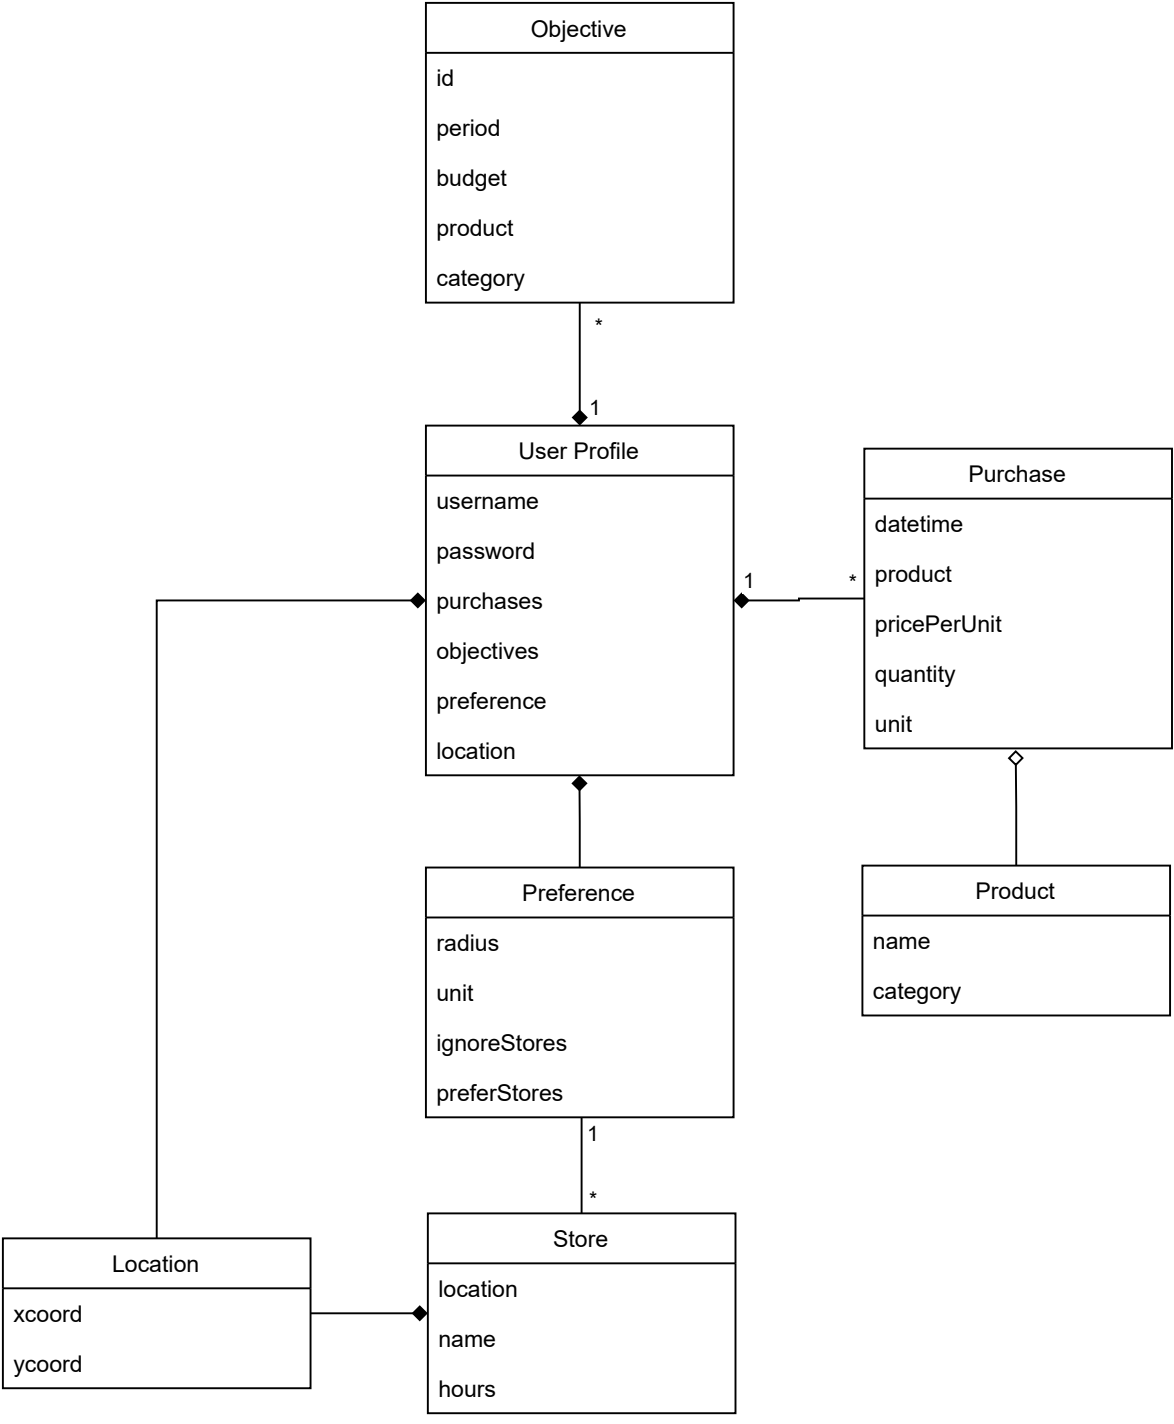 Objective
id
period
budget
product
category
*
1
User Profile
username
password
purchases
objectives
preference
location
1
*
Purchase
datetime
product
pricePerUnit
quantity
unit
Preference
radius
unit
ignoreStores
preferStores
Product
name
category
1
*
Location
xcoord
ycoord
Store
location
name
hours